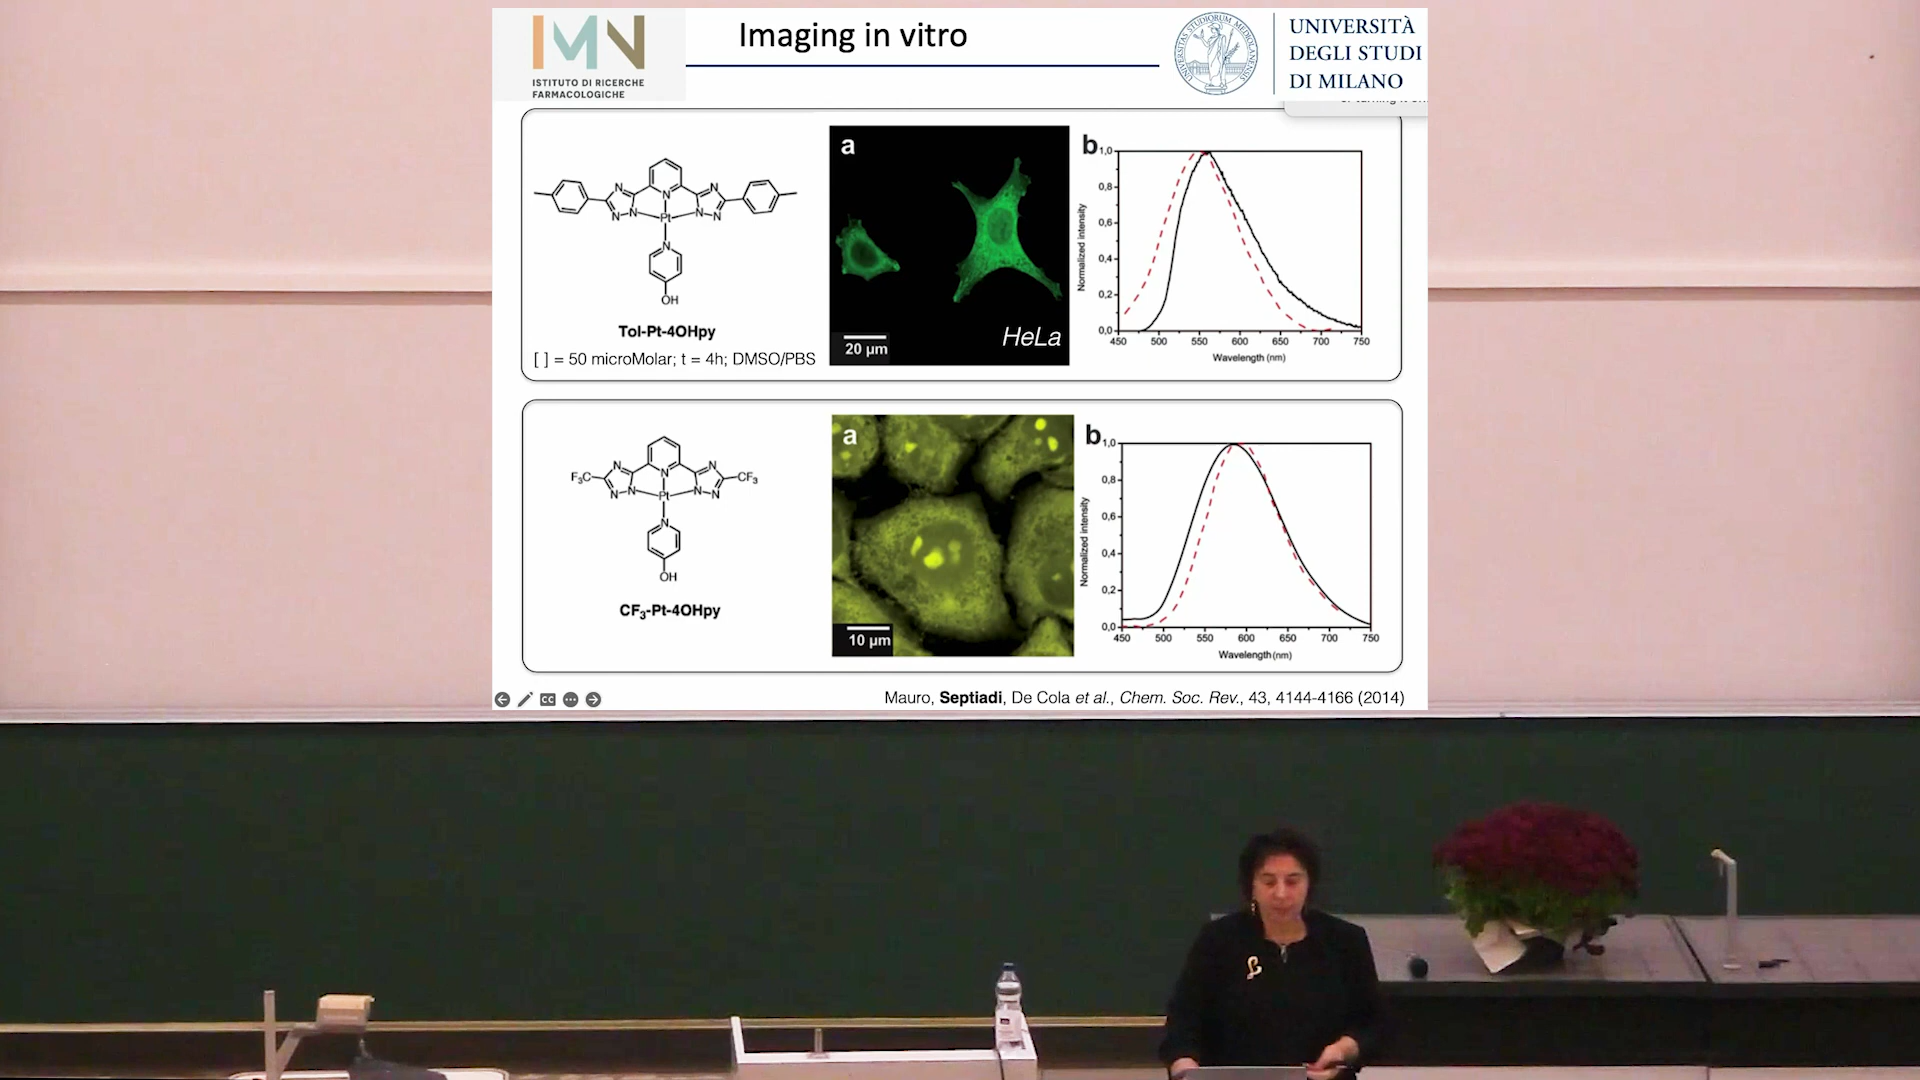 IMN
ISTITUTO DI RICERCHE
FARMACOLOGICHE
Imaging in vitro
UNIVERSITÀ
DEGLI STUDI
DI MILANO
N
N
N
N
N
N
N
Pt
N
OH
Tol-Pt-4OHpy
[ ] = 50 microMolar; t = 4h; DMSO/PBS
a
20 µm
HeLa
b
1,0
0,8
0,6
0,4
0,2
0,0
Normalized intensity
450 500 550 600 650 700 750
Wavelength (nm)
F3C
CF3
N
N
N
N
N
N
N
Pt
N
OH
CF3-Pt-4OHpy
a
10 µm
b
1,0
0,8
0,6
0,4
0,2
0,0
Normalized intensity
450 500 550 600 650 700 750
Wavelength (nm)
CC
Mauro, Septiadi, De Cola et al., Chem. Soc. Rev., 43, 4144-4166 (2014)